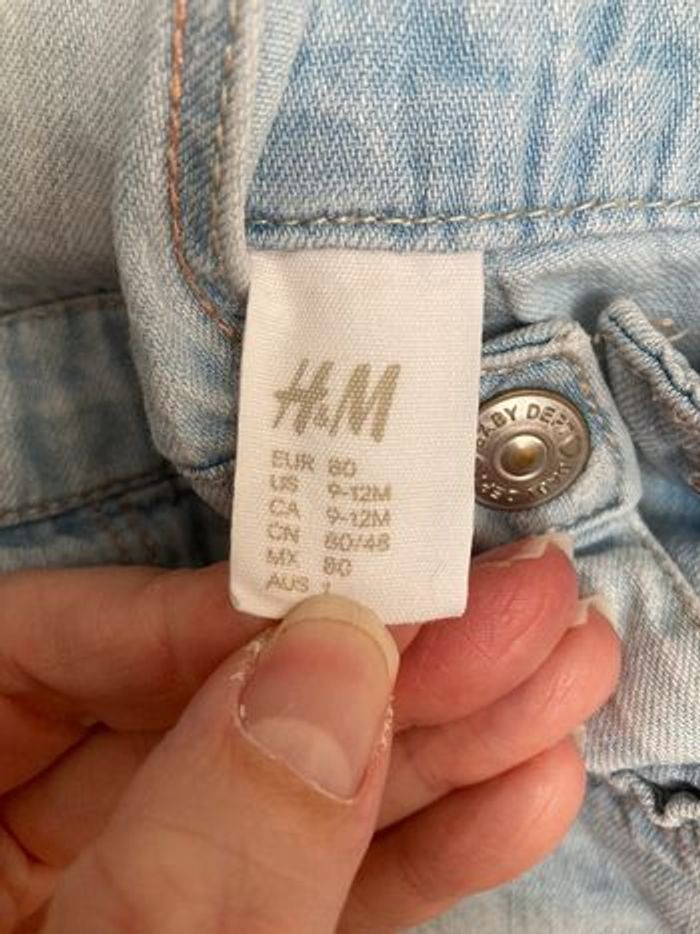 H&M
EUR 80
US 9-12M
CA 9-12M
CN 80/48
MX 80
AUS 1
BABY DEPT